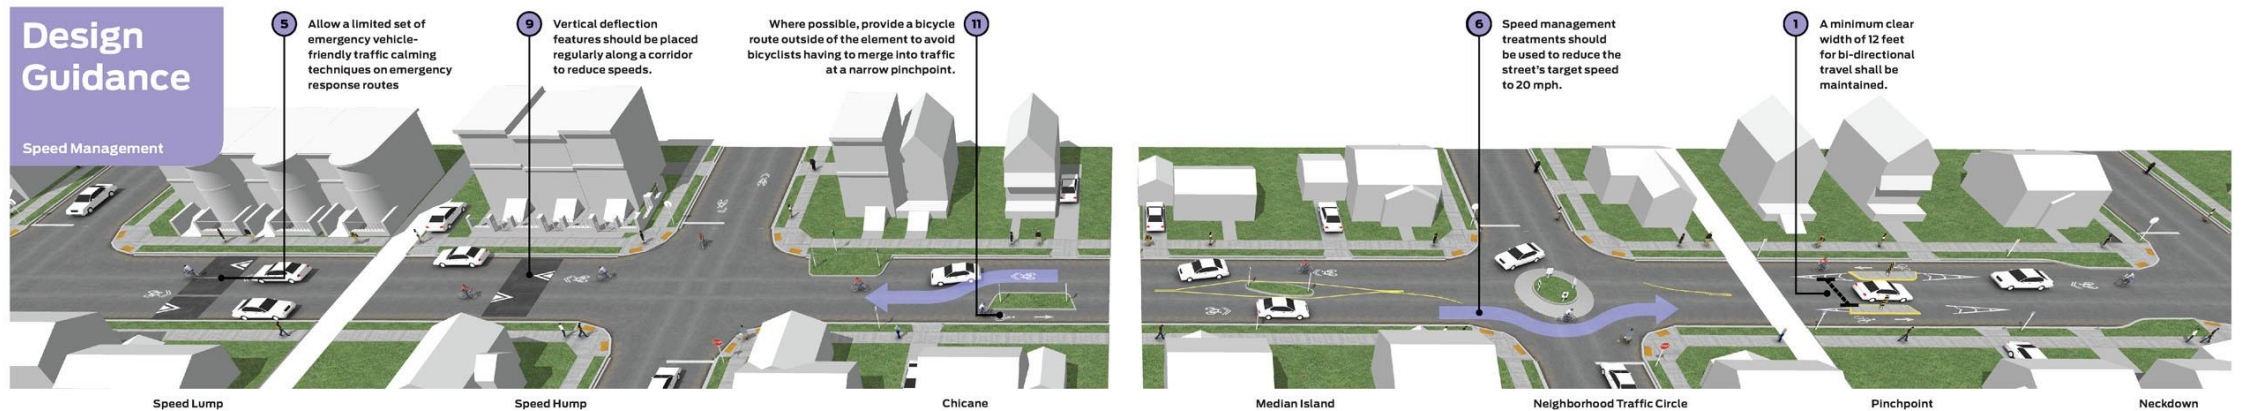 Design
Guidance
Speed Management
5
Allow a limited set of
emergency vehicle-
friendly traffic calming
techniques on emergency
response routes
9
Vertical deflection
features should be placed
regularly along a corridor
to reduce speeds.
11
Where possible, provide a bicycle
route outside of the element to avoid
bicyclists having to merge into traffic
at a narrow pinchpoint.
6
Speed management
treatments should
be used to reduce the
street's target speed
to 20 mph.
1
A minimum clear
width of 12 feet
for bi-directional
travel shall be
maintained.
Speed Lump
Speed Hump
Chicane
Median Island
Neighborhood Traffic Circle
Pinchpoint
Neckdown